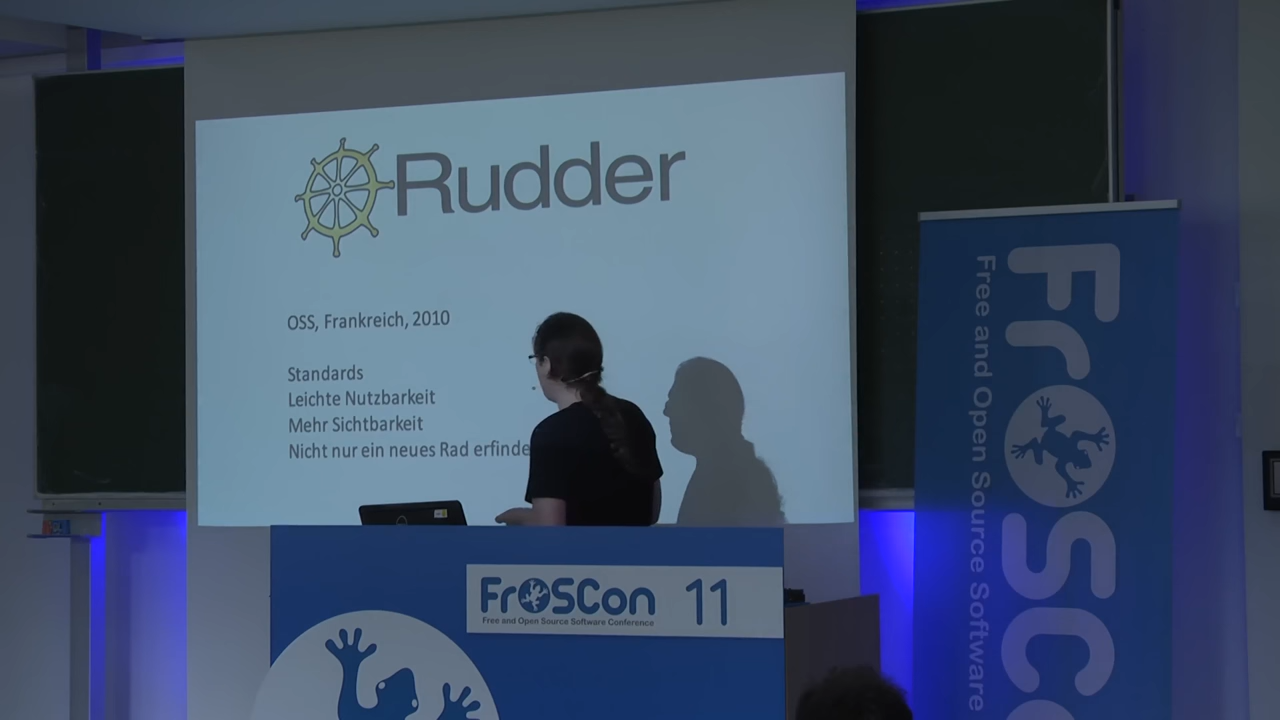 Rudder
OSS, Frankreich, 2010
Standards
Leichte Nutzbarkeit
Mehr Sichtbarkeit
Nicht nur ein neues Rad erfinde
FrOSCon 11
Free and Open Source Software Conference
FrOSCo
Free and Open Source Software